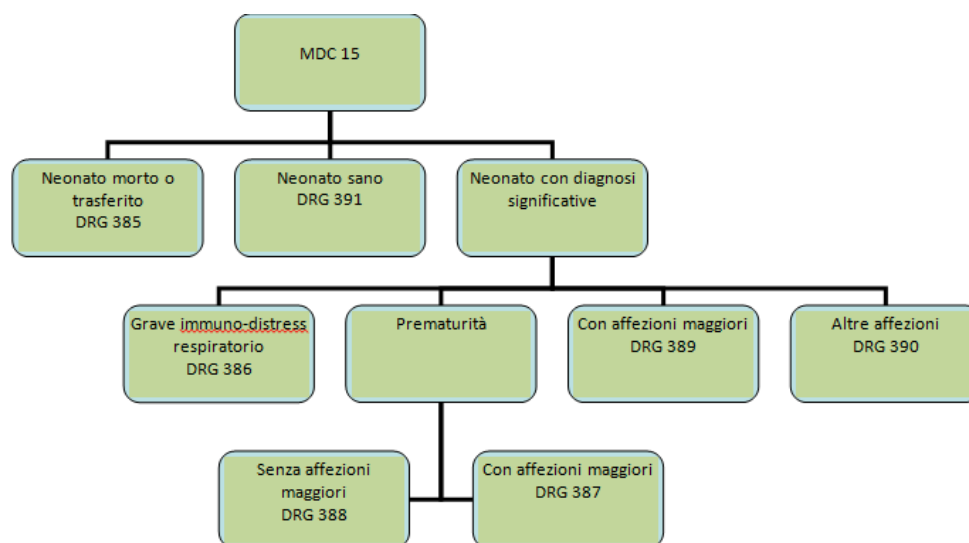 MDC 15
Neonato morto o
trasferito
DRG 385
Neonato sano
DRG 391
Neonato con diagnosi
significative
Grave immuno-distress
respiratorio
DRG 386
Prematurità
Con affezioni maggiori
DRG 389
Altre affezioni
DRG 390
Senza affezioni
maggiori
DRG 388
Con affezioni maggiori
DRG 387